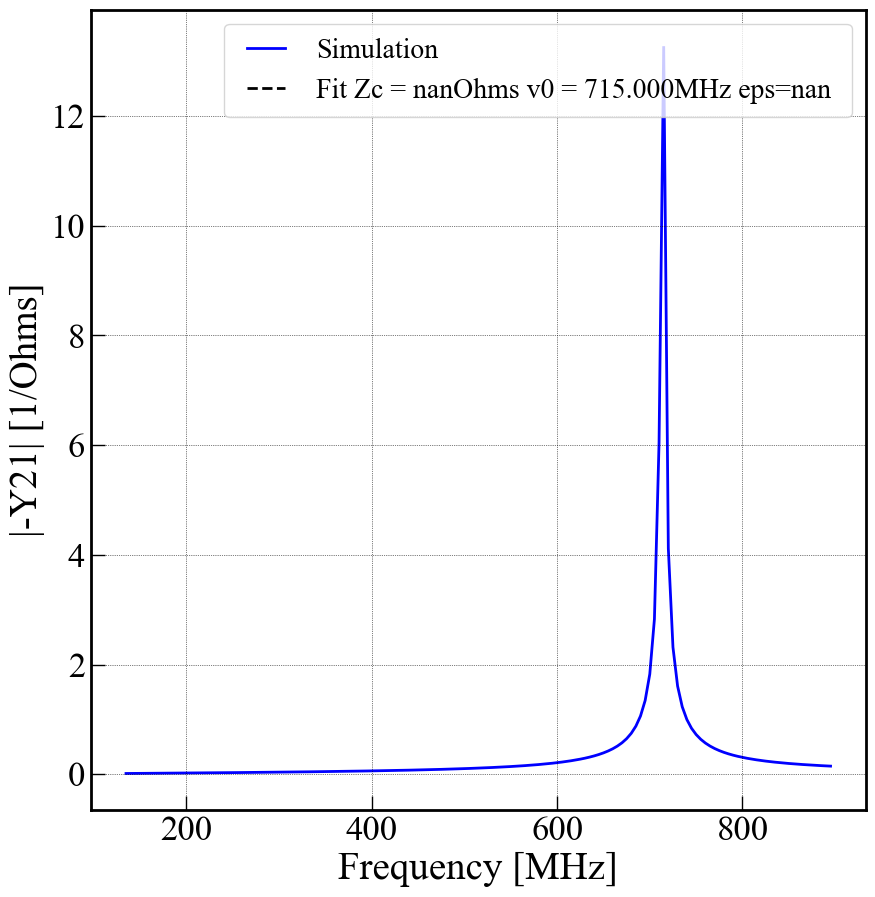 Simulation
Fit Zc = nanOhms v0 = 715.000MHz eps=nan
12
10
8
6
4
2
0
|-Y21| [1/Ohms]
200 400 600 800
Frequency [MHz]